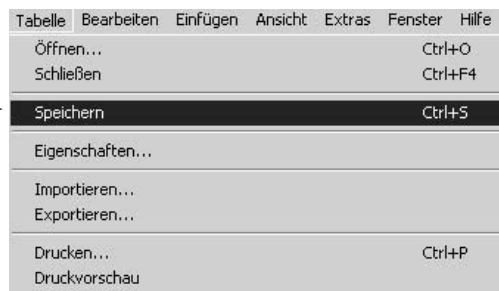 Tabelle Bearbeiten Einfügen Ansicht Extras Fenster Hilfe
Öffnen... Ctrl+O
Schließen Ctrl+F4
Speichern Ctrl+S
Eigenschaften...
Importieren...
Exportieren...
Drucken... Ctrl+P
Druckvorschau